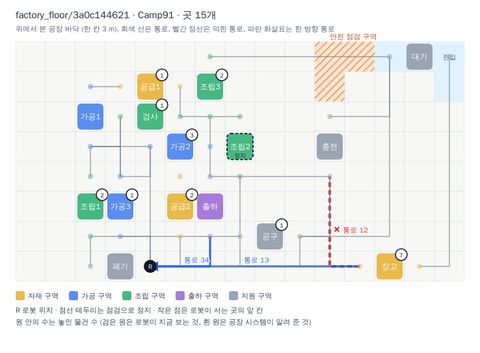 factory_floor/3a0c144621 · Camp91 · 곳 15개
위에서 본 공장 바닥 (한 칸 3 m). 회색 선은 통로, 빨간 점선은 막힌 통로, 파란 화살표는 한 방향 통로
안전 점검 구역
대기
공급1 1
조립3 2
가공1
검사 1
가공2 3
조립2
충전
조립1 2
가공3 1
공급2 2
출하
공구 1
통로 12
통로 34
통로 13
폐기
R
창고 7
자재 구역
가공 구역
조립 구역
출하 구역
지원 구역
R 로봇 위치 · 점선 테두리는 점검으로 정지 · 작은 점은 로봇이 서는 곳의 앞 칸
원 안의 수는 놓인 물건 수 (검은 원은 로봇이 지금 보는 것, 흰 원은 공장 시스템이 알려 준 것)